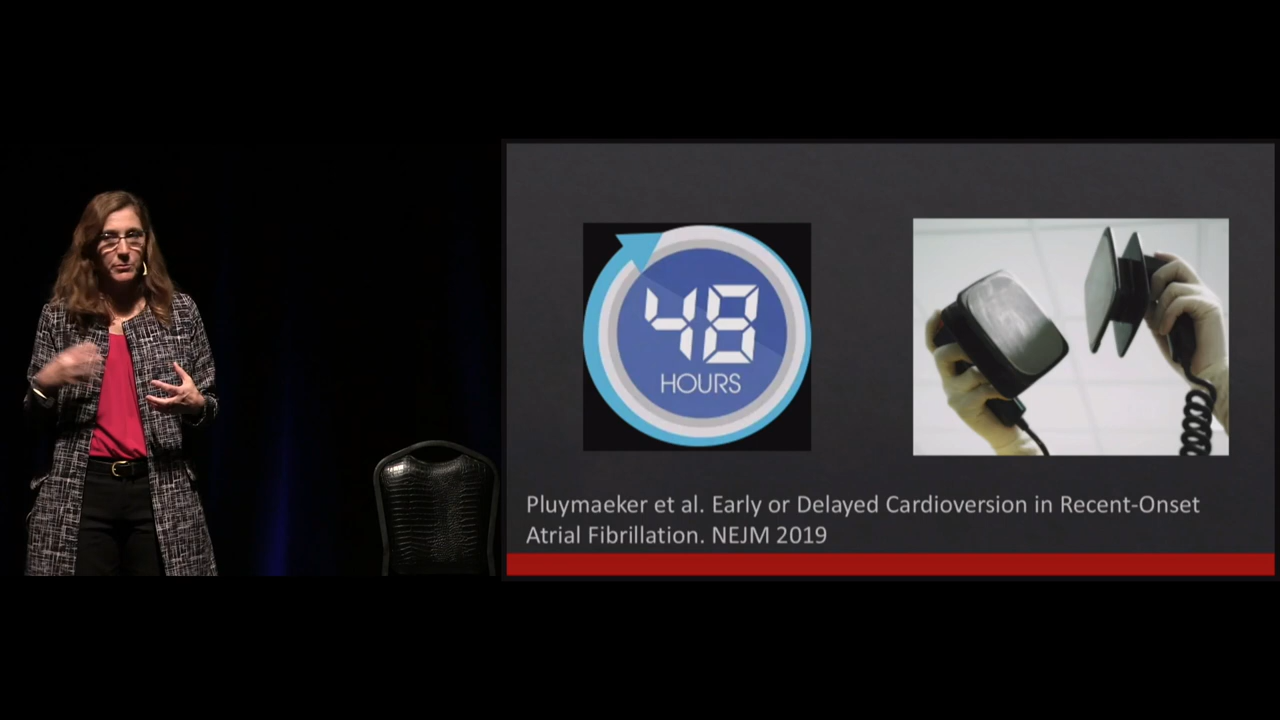 48
HOURS
Pluymaeker et al. Early or Delayed Cardioversion in Recent-Onset
Atrial Fibrillation. NEJM 2019